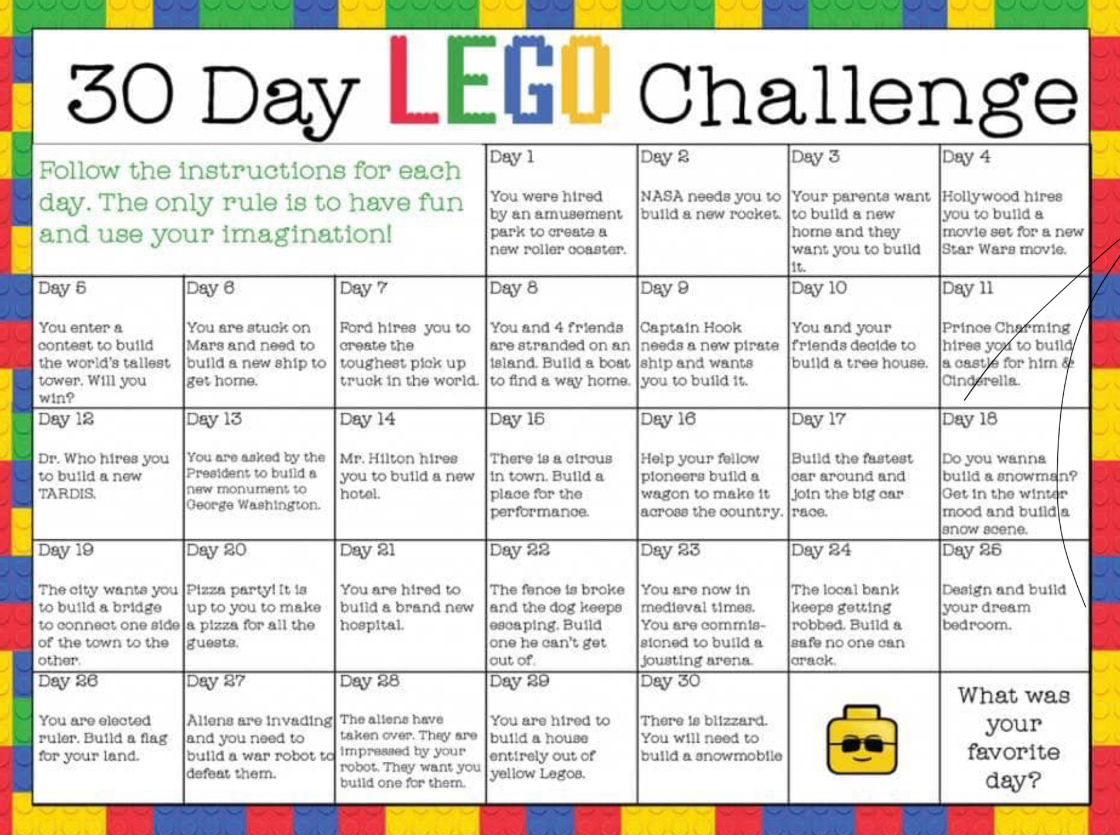 30 Day LEGO Challenge
Follow the instructions for each
day. The only rule is to have fun
and use your imagination!
Day 1
You were hired
by an amusement
park to create a
new roller coaster.
Day 2
NASA needs you to
build a new rocket.
Day 3
Your parents want
to build a new
home and they
want you to build
it.
Day 4
Hollywood hires
you to build a
movie set for a new
Star Wars movie.
Day 5
You enter a
contest to build
the world's tallest
tower. Will you
win?
Day 6
You are stuck on
Mars and need to
build a new ship to
get home.
Day 7
Ford hires you to
create the
toughest pick up
truck in the world.
Day 8
You and 4 friends
are stranded on an
island. Build a boat
to find a way home.
Day 9
Captain Hook
needs a new pirate
ship and wants
you to build it.
Day 10
You and your
friends decide to
build a tree house.
Day 11
Prince Charming
hires you to build
a castle for him &
Cinderella.
Day 12
Dr. Who hires you
to build a new
TARDIS.
Day 13
You are asked by the
President to build a
new monument to
George Washington.
Day 14
Mr. Hilton hires
you to build a new
hotel.
Day 15
There is a circus
in town. Build a
place for the
performance.
Day 16
Help your fellow
pioneers build a
wagon to make it
across the country.
Day 17
Build the fastest
car around and
join the big car
race.
Day 18
Do you wanna
build a snowman?
Get in the winter
mood and build a
snow scene.
Day 19
The city wants you
to build a bridge
to connect one side
of the town to the
other.
Day 20
Pizza party! It is
up to you to make
a pizza for all the
guests.
Day 21
You are hired to
build a brand new
hospital.
Day 22
The fence is broke
and the dog keeps
escaping. Build
one he can't get
out of.
Day 23
You are now in
medieval times.
You are commis-
sioned to build a
jousting arena.
Day 24
The local bank
keeps getting
robbed. Build a
safe no one can
crack.
Day 25
Design and build
your dream
bedroom.
Day 26
You are elected
ruler. Build a flag
for your land.
Day 27
Aliens are invading
and you need to
build a war robot to
defeat them.
Day 28
The aliens have
taken over. They are
impressed by your
robot. They want you
build one for them.
Day 29
You are hired to
build a house
entirely out of
yellow Legos.
Day 30
There is blizzard.
You will need to
build a snowmobile
What was
your
favorite
day?